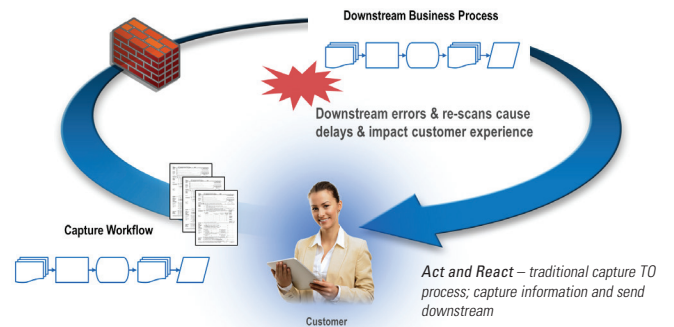 Downstream Business Process
Downstream errors & re-scans cause
delays & impact customer experience
Capture Workflow
Act and React – traditional capture TO
process; capture information and send
downstream
Customer